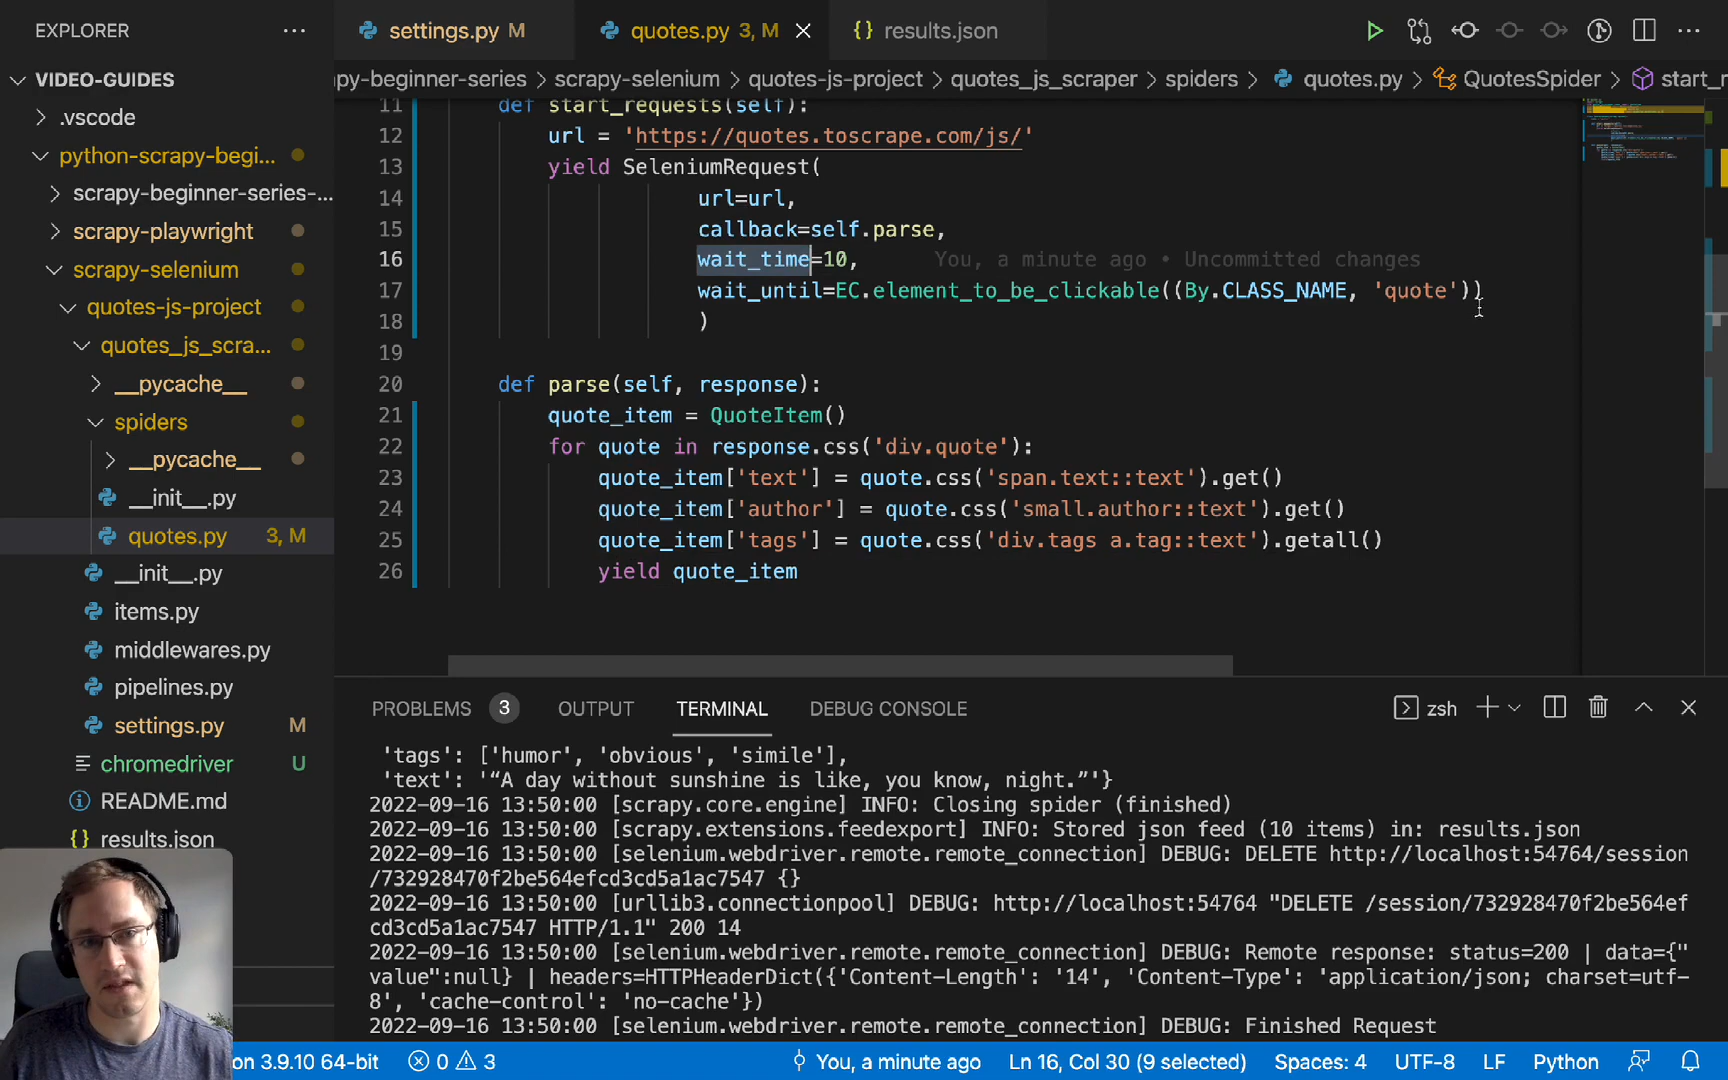 EXPLORER ...
settings.py M quotes.py 3, M × {} results.json
VIDEO-GUIDES
py-beginner-series > scrapy-selenium > quotes-js-project > quotes_js_scraper > spiders > quotes.py > QuotesSpider >
.vscode
python-scrapy-begi...
scrapy-beginner-series-...
scrapy-playwright
scrapy-selenium
quotes-js-project
quotes_js_scra...
__pycache__
spiders
__pycache__
__init__.py
quotes.py 3, M
__init__.py
items.py
middlewares.py
pipelines.py
settings.py M
chromedriver U
README.md
{} results.json
11 def start_requests(self):
12 url = 'https://quotes.toscrape.com/js/'
13 yield SeleniumRequest(
14 url=url,
15 callback=self.parse,
16 wait_time=10, You, a minute ago • Uncommitted changes
17 wait_until=EC.element_to_be_clickable((By.CLASS_NAME, 'quote'))
18 )
19
20 def parse(self, response):
21 quote_item = QuoteItem()
22 for quote in response.css('div.quote'):
23 quote_item['text'] = quote.css('span.text::text').get()
24 quote_item['author'] = quote.css('small.author::text').get()
25 quote_item['tags'] = quote.css('div.tags a.tag::text').getall()
26 yield quote_item
PROBLEMS 3 OUTPUT TERMINAL DEBUG CONSOLE zsh
'tags': ['humor', 'obvious', 'simile'],
'text': '“A day without sunshine is like, you know, night.”'}
2022-09-16 13:50:00 [scrapy.core.engine] INFO: Closing spider (finished)
2022-09-16 13:50:00 [scrapy.extensions.feedexport] INFO: Stored json feed (10 items) in: results.json
2022-09-16 13:50:00 [selenium.webdriver.remote.remote_connection] DEBUG: DELETE http://localhost:54764/session
/732928470f2be564efcd3cd5a1ac7547 {}
2022-09-16 13:50:00 [urllib3.connectionpool] DEBUG: http://localhost:54764 "DELETE /session/732928470f2be564ef
cd3cd5a1ac7547 HTTP/1.1" 200 14
2022-09-16 13:50:00 [selenium.webdriver.remote.remote_connection] DEBUG: Remote response: status=200 | data={"
value":null} | headers=HTTPHeaderDict({'Content-Length': '14', 'Content-Type': 'application/json; charset=utf-
8', 'cache-control': 'no-cache'})
2022-09-16 13:50:00 [selenium.webdriver.remote.remote_connection] DEBUG: Finished Request
on 3.9.10 64-bit 0 3 You, a minute ago Ln 16, Col 30 (9 selected) Spaces: 4 UTF-8 LF Python